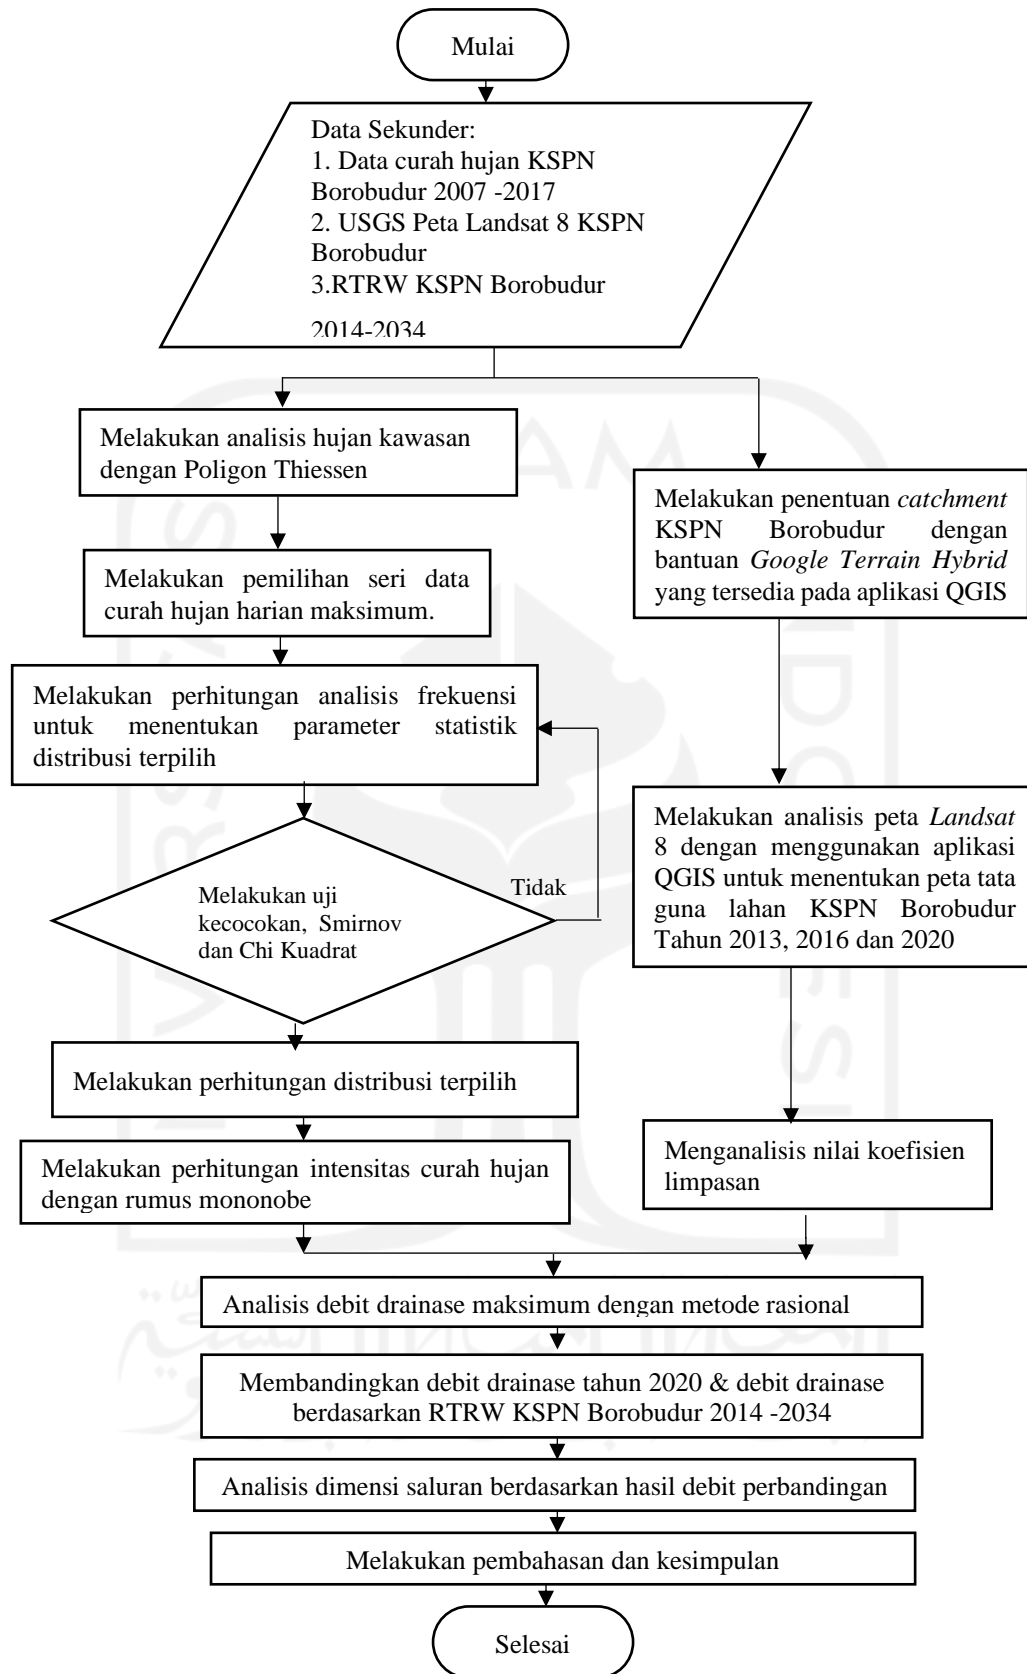 Mulai
Data Sekunder:
1. Data curah hujan KSPN
Borobudur 2007 -2017
2. USGS Peta Landsat 8 KSPN
Borobudur
3.RTRW KSPN Borobudur
2014-2034
Melakukan analisis hujan kawasan
dengan Poligon Thiessen
Melakukan pemilihan seri data
curah hujan harian maksimum.
Melakukan perhitungan analisis frekuensi
untuk menentukan parameter statistik
distribusi terpilih
Melakukan uji
kecocokan, Smirnov
dan Chi Kuadrat
Tidak
Melakukan perhitungan distribusi terpilih
Melakukan perhitungan intensitas curah hujan
dengan rumus mononobe
Melakukan penentuan catchment
KSPN Borobudur dengan
bantuan Google Terrain Hybrid
yang tersedia pada aplikasi QGIS
Melakukan analisis peta Landsat
8 dengan menggunakan aplikasi
QGIS untuk menentukan peta tata
guna lahan KSPN Borobudur
Tahun 2013, 2016 dan 2020
Menganalisis nilai koefisien
limpasan
Analisis debit drainase maksimum dengan metode rasional
Membandingkan debit drainase tahun 2020 & debit drainase
berdasarkan RTRW KSPN Borobudur 2014 -2034
Analisis dimensi saluran berdasarkan hasil debit perbandingan
Melakukan pembahasan dan kesimpulan
Selesai